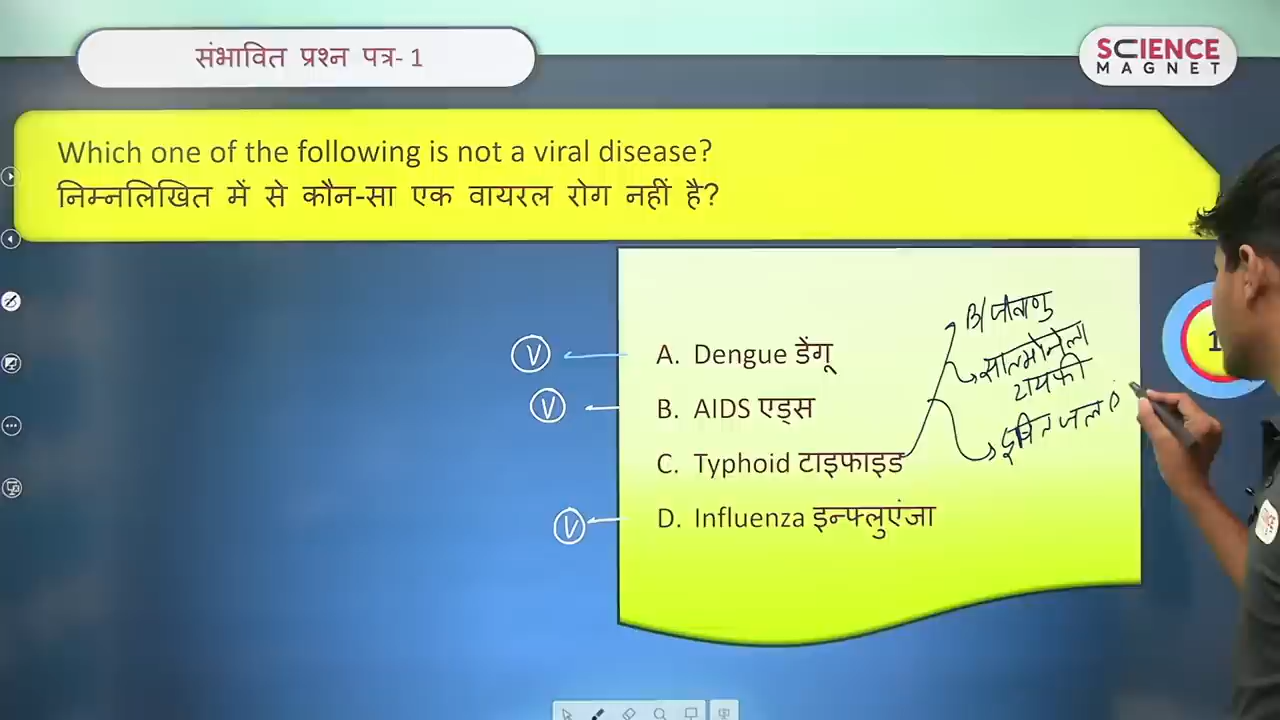 संभावित प्रश्न पत्र- 1
SCIENCE
MAGNET
Which one of the following is not a viral disease?
निम्नलिखित में से कौन-सा एक वायरल रोग नहीं है?
V A. Dengue डेंगू
V B. AIDS एड्स
C. Typhoid टाइफाइड
V D. Influenza इन्फ्लुएंजा
B/जीवाणु
साल्मोनेला
टायफी
दूषित जल
1